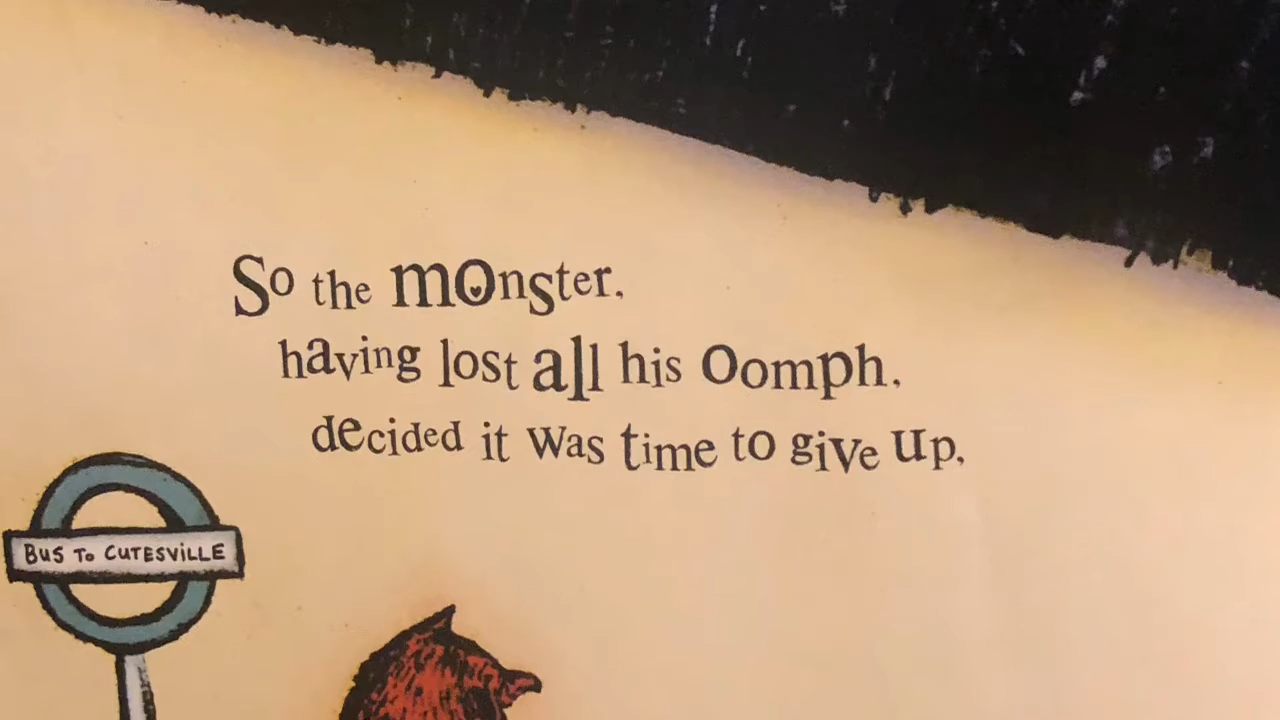 So the monster,
having lost all his Oomph,
decided it was time to give up,
BUS TO CUTESVILLE